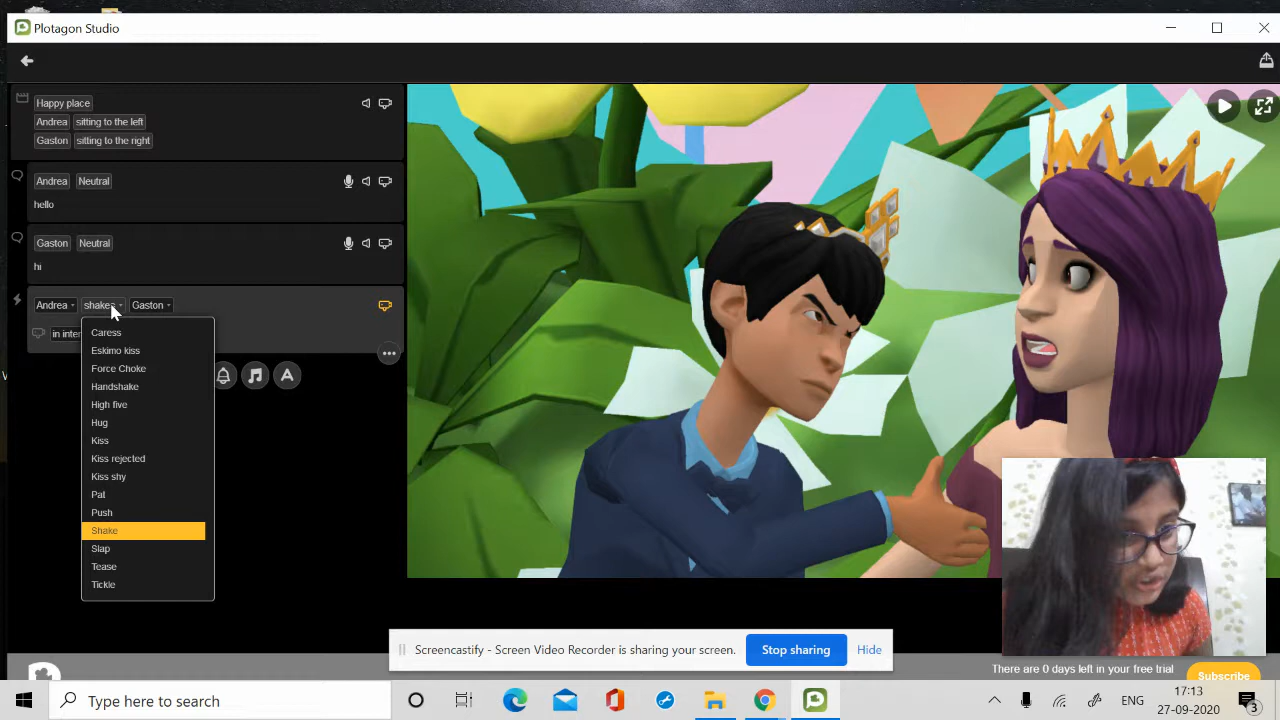 Plotagon Studio
Happy place
Andrea sitting to the left
Gaston sitting to the right
Andrea Neutral
hello
Gaston Neutral
hi
Andrea shakes Gaston
in inter
Caress
Eskimo kiss
Force Choke
Handshake
High five
Hug
Kiss
Kiss rejected
Kiss shy
Pat
Push
Shake
Slap
Tease
Tickle
Screencastify - Screen Video Recorder is sharing your screen.
Stop sharing
Hide
There are 0 days left in your free trial
Subscribe
Type here to search
ENG
17:13
27-09-2020
3